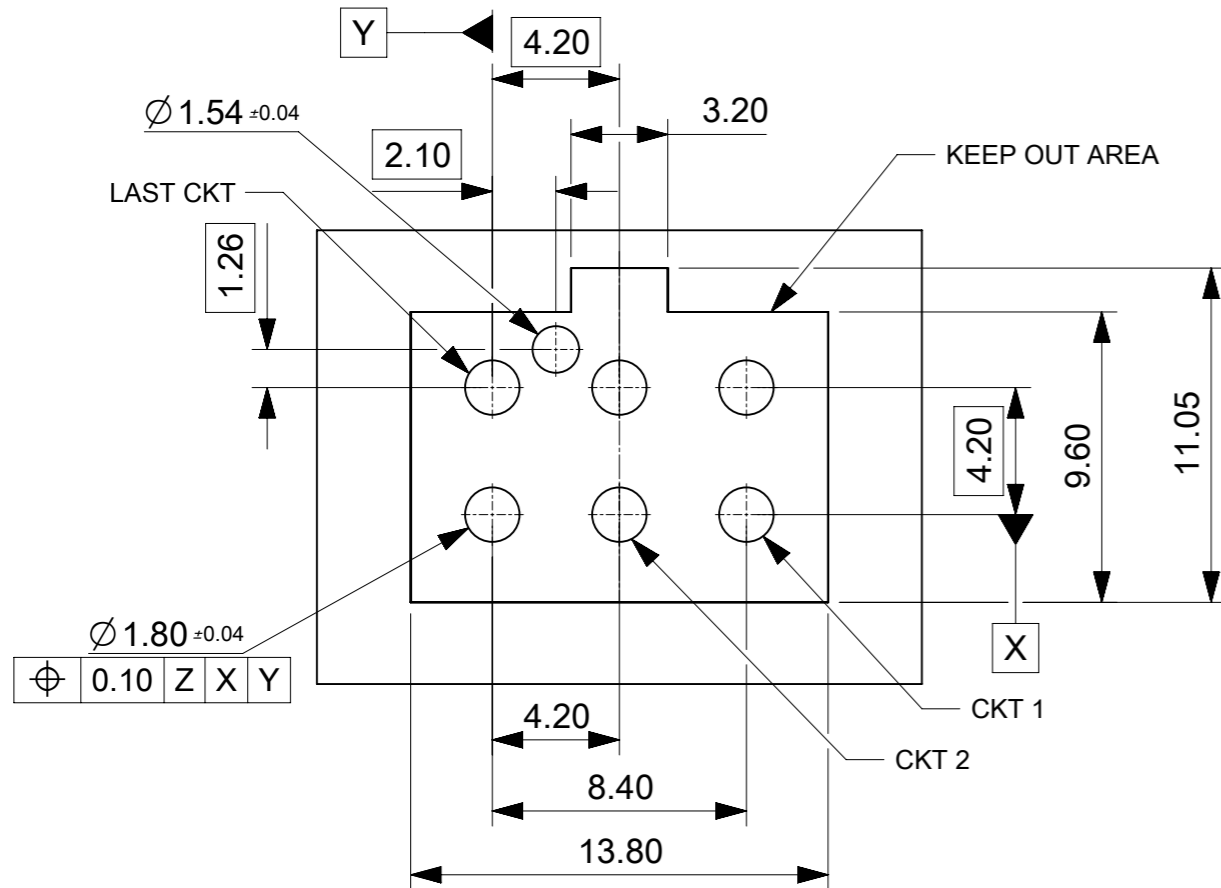 Y
4.20
Ø 1.54 ±0.04
3.20
2.10
KEEP OUT AREA
LAST CKT
1.26
4.20
9.60
11.05
Ø 1.80 ±0.04
⌖ 0.10 Z X Y
X
4.20
CKT 1
CKT 2
8.40
13.80